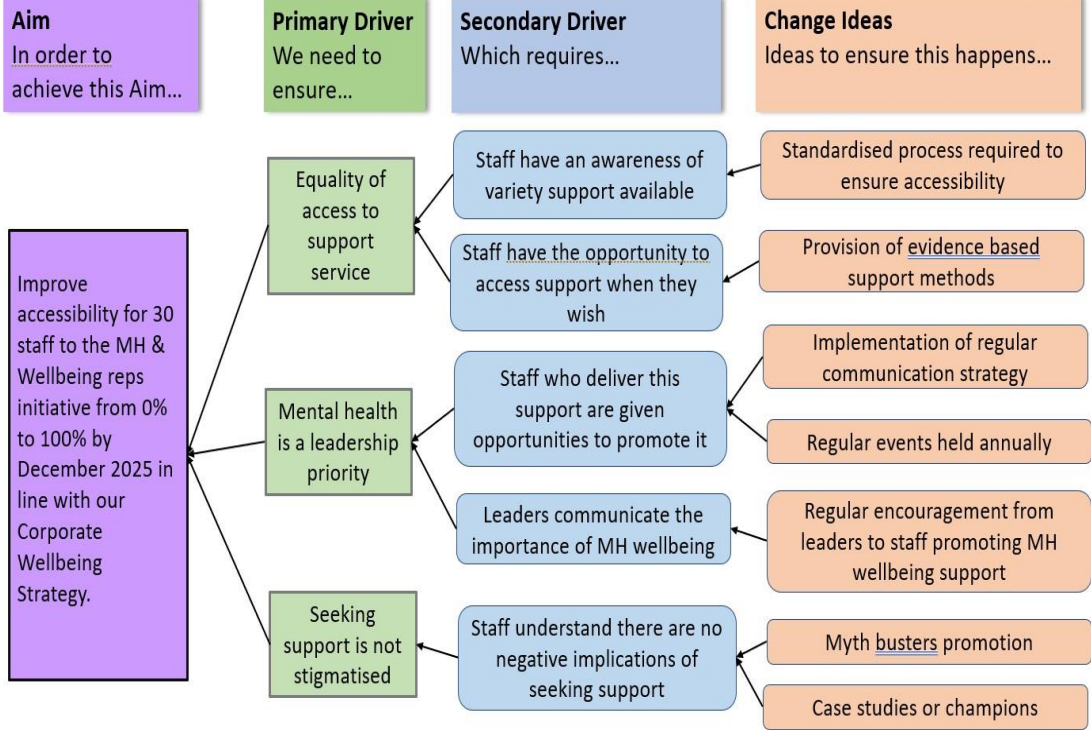 Aim
In order to
achieve this Aim…
Primary Driver
We need to
ensure…
Secondary Driver
Which requires…
Change Ideas
Ideas to ensure this happens…
Improve
accessibility for 30
staff to the MH &
Wellbeing reps
initiative from 0%
to 100% by
December 2025 in
line with our
Corporate
Wellbeing
Strategy.
Equality of
access to
support
service
Mental health
is a leadership
priority
Seeking
support is not
stigmatised
Staff have an awareness of
variety support available
Staff have the opportunity to
access support when they
wish
Staff who deliver this
support are given
opportunities to promote it
Leaders communicate the
importance of MH wellbeing
Staff understand there are no
negative implications of
seeking support
Standardised process required to
ensure accessibility
Provision of evidence based
support methods
Implementation of regular
communication strategy
Regular events held annually
Regular encouragement from
leaders to staff promoting MH
wellbeing support
Myth busters promotion
Case studies or champions